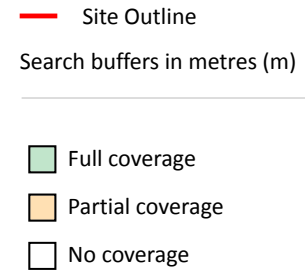 Site Outline
Search buffers in metres (m)
Full coverage
Partial coverage
No coverage